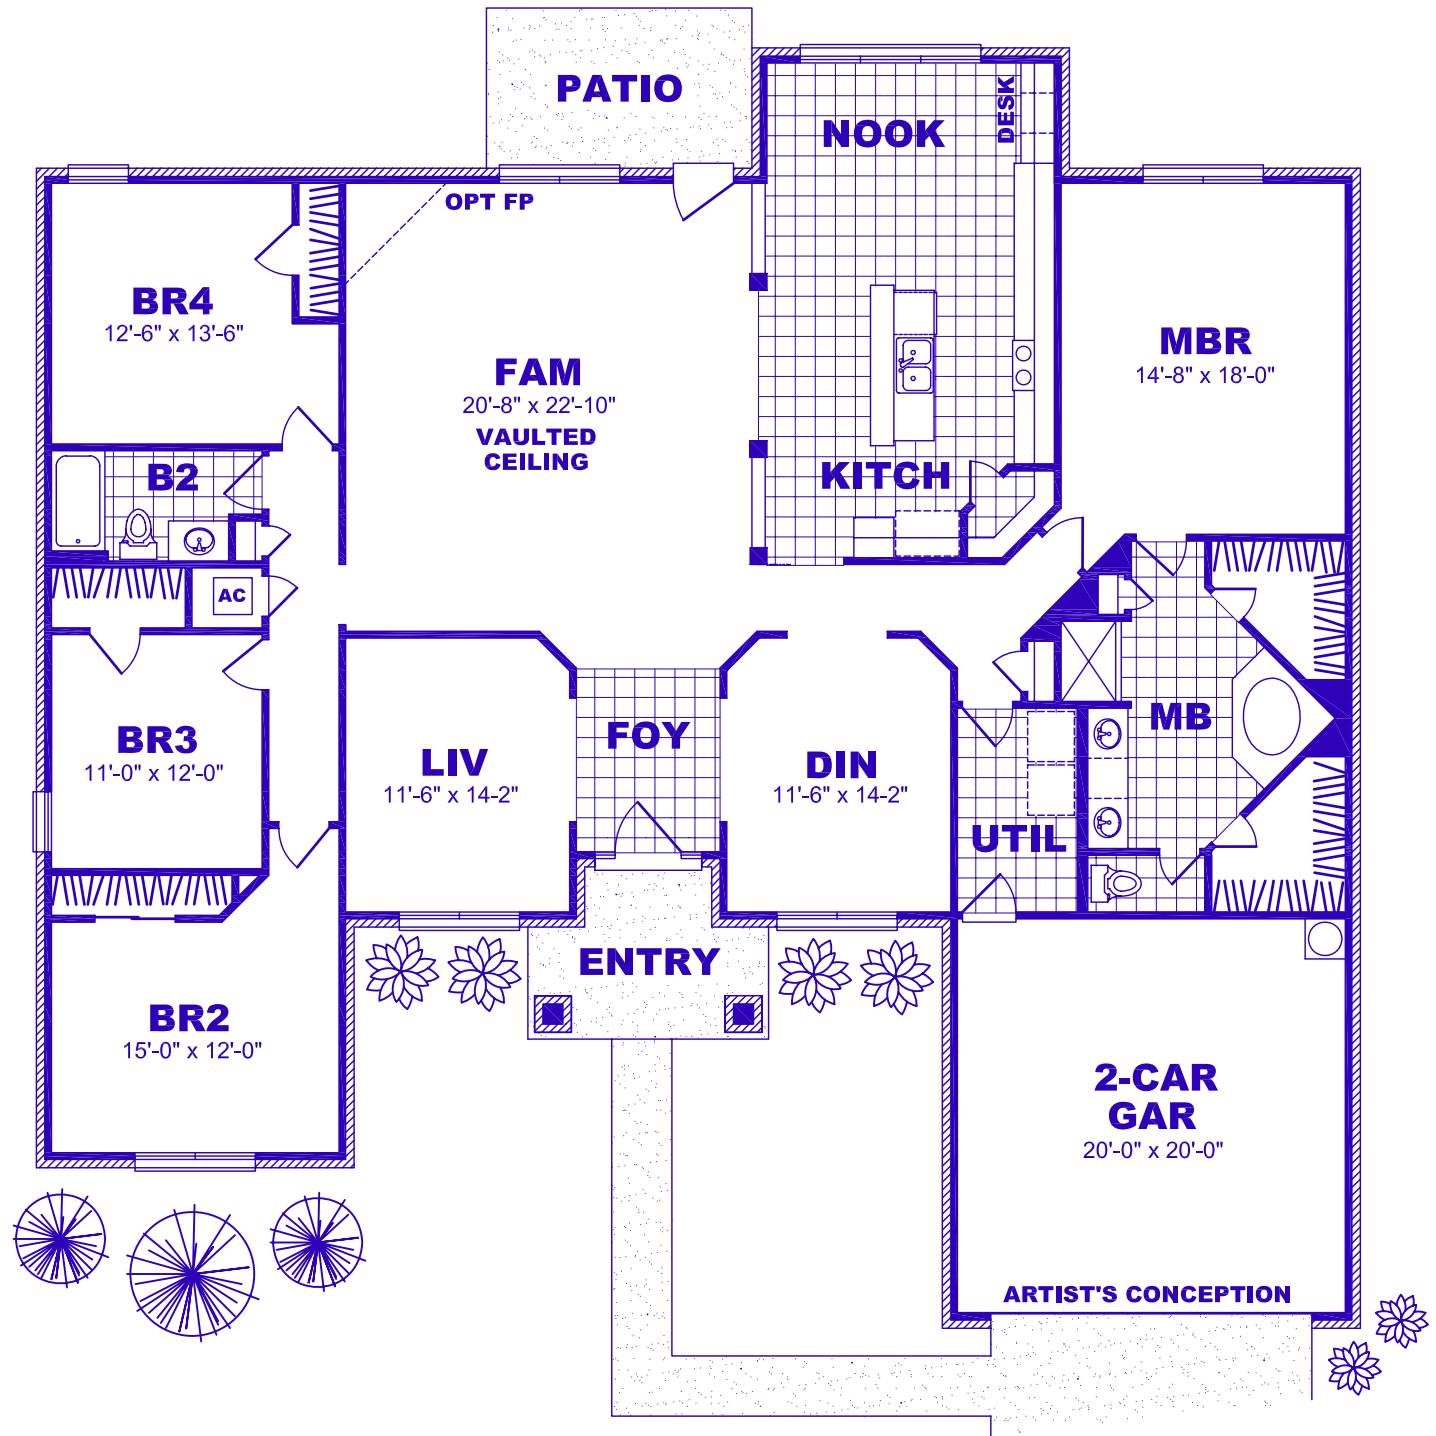 PATIO
NOOK
DESK
OPT FP
BR4
12'-6" x 13'-6"
FAM
20'-8" x 22'-10"
VAULTED
CEILING
MBR
14'-8" x 18'-0"
B2
KITCH
AC
BR3
11'-0" x 12'-0"
LIV
11'-6" x 14-2"
FOY
DIN
11'-6" x 14-2"
MB
UTIL
ENTRY
BR2
15'-0" x 12'-0"
2-CAR
GAR
20'-0" x 20'-0"
ARTIST'S CONCEPTION